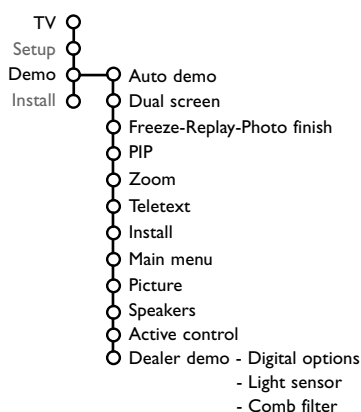 TV
Setup
Demo
Auto demo
Install
Dual screen
Freeze-Replay-Photo finish
PIP
Zoom
Teletext
Install
Main menu
Picture
Speakers
Active control
Dealer demo - Digital options
- Light sensor
- Comb filter